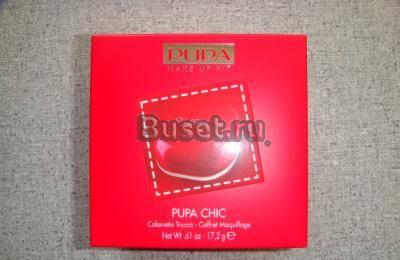 PUPA
MAKE UP KIT
Buset.ru
PUPA CHIC
Cofanetto Trucco - Coffret Maquillage
Net Wt .61 oz - 17,2 g e